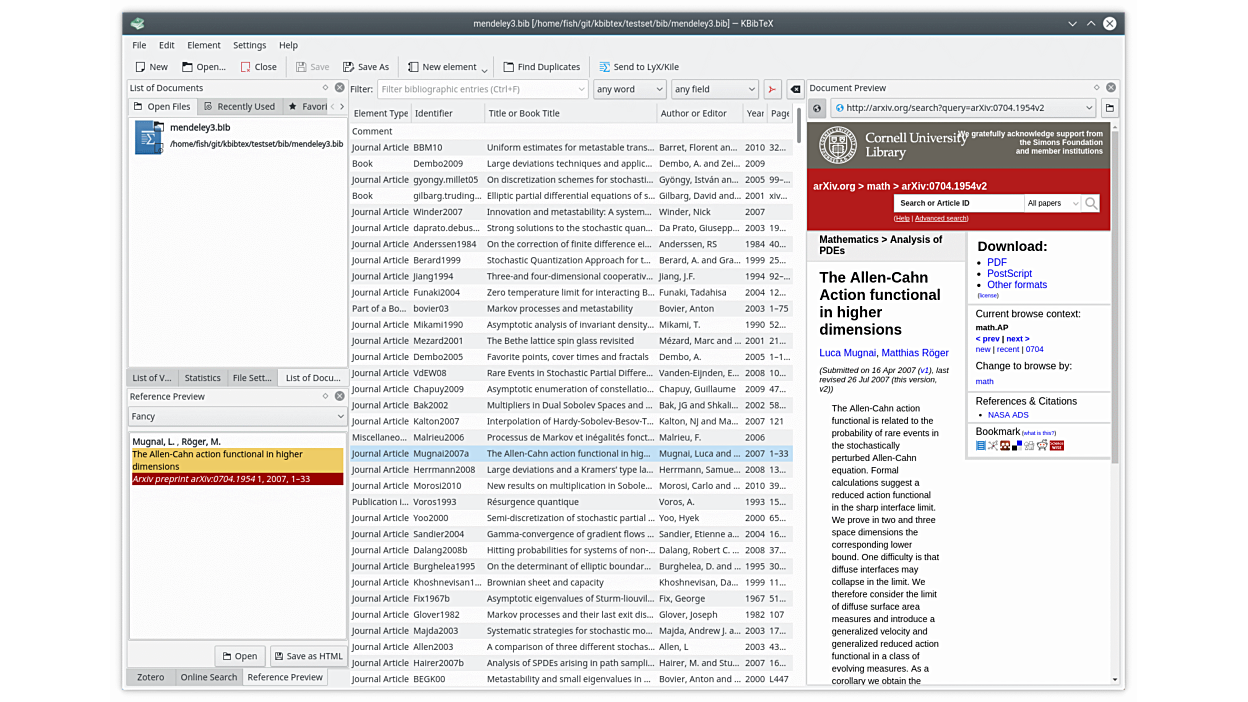 mendeley3.bib [/home/fish/git/kbibtex/testset/bib/mendeley3.bib] — KBibTeX
File Edit Element Settings Help
New Open... Close Save Save As New element Find Duplicates Send to LyX/Kile
List of Documents
Open Files Recently Used Favori
mendeley3.bib
/home/fish/git/kbibtex/testset/bib/mendeley3.bib
List of V... Statistics File Sett... List of Docu...
Reference Preview
Fancy
Mugnai, L. , Röger, M.
The Allen-Cahn action functional in higher
dimensions
Arxiv preprint arXiv:0704.1954 1, 2007, 1–33
Open Save as HTML
Zotero Online Search Reference Preview
Filter: Filter bibliographic entries (Ctrl+F) any word any field
Element Type Identifier Title or Book Title Author or Editor Year Page
Comment
Journal Article BBM10 Uniform estimates for metastable trans... Barret, Florent an... 2010 32...
Book Dembo2009 Large deviations techniques and applic... Dembo, A. and Zei... 2009
Journal Article gyongy.millet05 On discretization schemes for stochasti... Gyöngy, István an... 2005 99–...
Book gilbarg.truding... Elliptic partial differential equations of s... Gilbarg, David and... 2001 xiv...
Journal Article Winder2007 Innovation and metastability: A system... Winder, Nick 2007
Journal Article daprato.debus... Strong solutions to the stochastic quan... Da Prato, Giusepp... 2003 19...
Journal Article Anderssen1984 On the correction of finite difference ei... Anderssen, RS 1984 40...
Journal Article Berard1999 Stochastic Quantization Approach for t... Berard, A. and Gra... 1999 25...
Journal Article Jiang1994 Three-and four-dimensional cooperativ... Jiang, J.F. 1994 92–...
Journal Article Funaki2004 Zero temperature limit for interacting B... Funaki, Tadahisa 2004 12...
Part of a Bo... bovier03 Markov processes and metastability Bovier, Anton 2003 1–75
Journal Article Mikami1990 Asymptotic analysis of invariant density... Mikami, T. 1990 52...
Journal Article Mezard2001 The Bethe lattice spin glass revisited Mézard, Marc and ... 2001 21...
Journal Article Dembo2005 Favorite points, cover times and fractals Dembo, A. 2005 1–1...
Journal Article VdEW08 Rare Events in Stochastic Partial Differe... Vanden-Eijnden, E... 2008 10...
Journal Article Chapuy2009 Asymptotic enumeration of constellatio... Chapuy, Guillaume 2009 47...
Journal Article Bak2002 Multipliers in Dual Sobolev Spaces and ... Bak, JG and Shkali... 2002 58...
Journal Article Kalton2007 Interpolation of Hardy-Sobolev-Besov-T... Kalton, NJ and Ma... 2007 121
Miscellaneo... Malrieu2006 Processus de Markov et inégalités fonct... Malrieu, F. 2006
Journal Article Mugnai2007a The Allen-Cahn action functional in hig... Mugnai, Luca and ... 2007 1–33
Journal Article Herrmann2008 Large deviations and a Kramers' type la... Herrmann, Samue... 2008 13...
Journal Article Morosi2010 New results on multiplication in Sobole... Morosi, Carlo and ... 2010 39...
Publication I... Voros1993 Résurgence quantique Voros, A. 1993 15...
Journal Article Yoo2000 Semi-discretization of stochastic partial ... Yoo, Hyek 2000 65...
Journal Article Sandier2004 Gamma-convergence of gradient flows ... Sandier, Etienne a... 2004 16...
Journal Article Dalang2008b Hitting probabilities for systems of non-... Dalang, Robert C. ... 2008 37...
Journal Article Burghelea1995 On the determinant of elliptic boundar... Burghelea, D. and ... 1995 30...
Journal Article Khoshnevisan1... Brownian sheet and capacity Khoshnevisan, Da... 1999 11...
Journal Article Fix1967b Asymptotic eigenvalues of Sturm-liouvil... Fix, George 1967 51...
Journal Article Glover1982 Markov processes and their last exit dis... Glover, Joseph 1982 107
Journal Article Majda2003 Systematic strategies for stochastic mo... Majda, Andrew J. a... 2003 17...
Journal Article Allen2003 A comparison of three different stochas... Allen, L 2003 43...
Journal Article Hairer2007b Analysis of SPDEs arising in path sampli... Hairer, M. and Stu... 2007 16...
Journal Article BEGK00 Metastability and small eigenvalues in ... Bovier, Anton and ... 2000 L447
Document Preview
http://arxiv.org/search?query=arXiv:0704.1954v2
Cornell University
Library
We gratefully acknowledge support from
the Simons Foundation
and member institutions
arXiv.org > math > arXiv:0704.1954v2
Search or Article ID All papers
(Help | Advanced search)
Mathematics > Analysis of
PDEs
The Allen-Cahn
Action functional
in higher
dimensions
Luca Mugnai, Matthias Röger
(Submitted on 16 Apr 2007 (v1), last
revised 26 Jul 2007 (this version,
v2))
The Allen-Cahn action
functional is related to the
probability of rare events in
the stochastically
perturbed Allen-Cahn
equation. Formal
calculations suggest a
reduced action functional
in the sharp interface limit.
We prove in two and three
space dimensions the
corresponding lower
bound. One difficulty is that
diffuse interfaces may
collapse in the limit. We
therefore consider the limit
of diffuse surface area
measures and introduce a
generalized velocity and
generalized reduced action
functional in a class of
evolving measures. As a
corollary we obtain the
Download:
PDF
PostScript
Other formats
(license)
Current browse context:
math.AP
< prev | next >
new | recent | 0704
Change to browse by:
math
References & Citations
NASA ADS
Bookmark (what is this?)